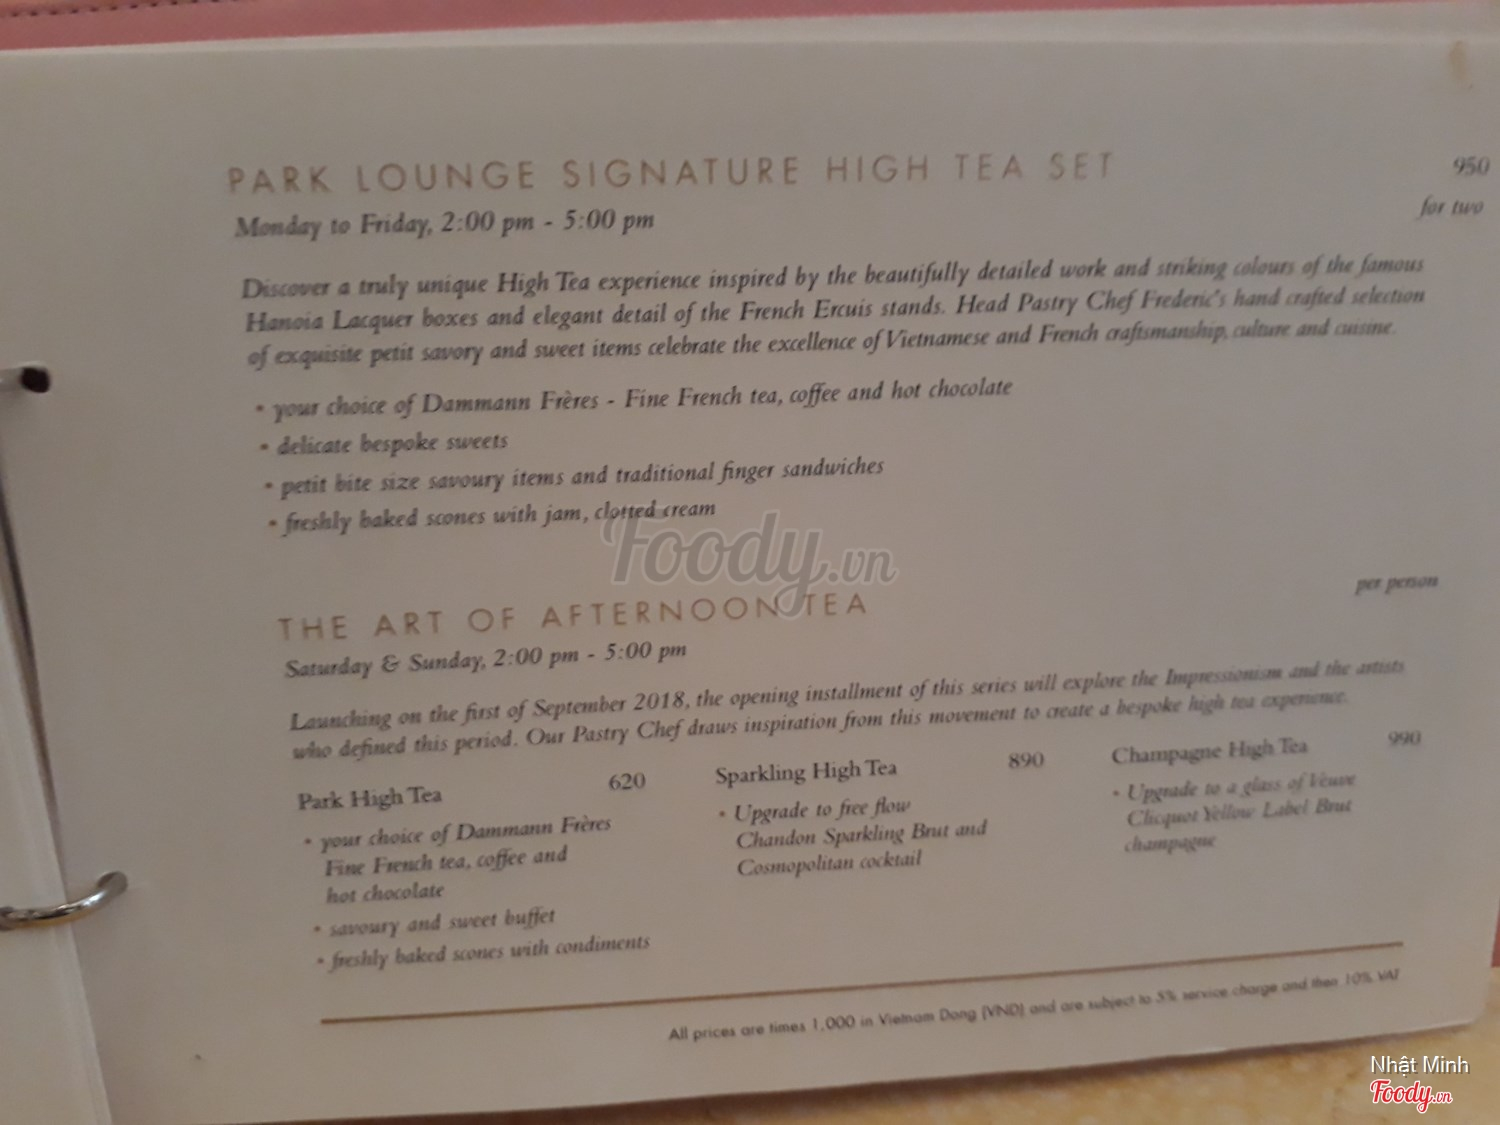 PARK LOUNGE SIGNATURE HIGH TEA SET 950
Monday to Friday, 2:00 pm - 5:00 pm for two
Discover a truly unique High Tea experience inspired by the beautifully detailed work and striking colours of the famous
Hanoia Lacquer boxes and elegant detail of the French Ercuis stands. Head Pastry Chef Frederic's hand crafted selection
of exquisite petit savory and sweet items celebrate the excellence of Vietnamese and French craftsmanship, culture and cuisine.
• your choice of Dammann Frères - Fine French tea, coffee and hot chocolate
• delicate bespoke sweets
• petit bite size savoury items and traditional finger sandwiches
• freshly baked scones with jam, clotted cream
Foody.vn
per person
THE ART OF AFTERNOON TEA
Saturday & Sunday, 2:00 pm - 5:00 pm
Launching on the first of September 2018, the opening installment of this series will explore the Impressionism and the artists
who defined this period. Our Pastry Chef draws inspiration from this movement to create a bespoke high tea experience.
Park High Tea 620
• your choice of Dammann Frères
Fine French tea, coffee and
hot chocolate
• savoury and sweet buffet
• freshly baked scones with condiments
Sparkling High Tea 890
• Upgrade to free flow
Chandon Sparkling Brut and
Cosmopolitan cocktail
Champagne High Tea 990
• Upgrade to a glass of Veuve
Clicquot Yellow Label Brut
champagne
All prices are times 1,000 in Vietnam Dong (VND) and are subject to 5% service charge and then 10% VAT
Nhật Minh
Foody.vn